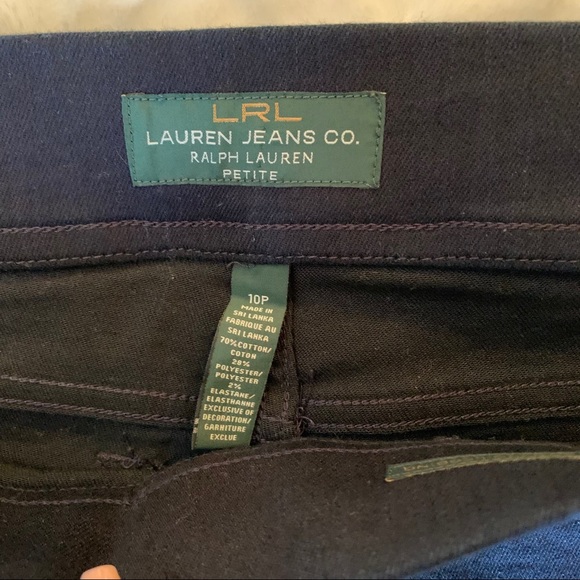 LRL
LAUREN JEANS CO.
RALPH LAUREN
PETITE
10P
MADE IN
SRI LANKA
FABRIQUE AU
SRI LANKA
70%COTTON/
COTON
28%
POLYESTER/
POLYESTER
2%
ELASTANE/
ELASTHANNE
EXCLUSIVE OF
DECORATION/
GARNITURE
EXCLUE